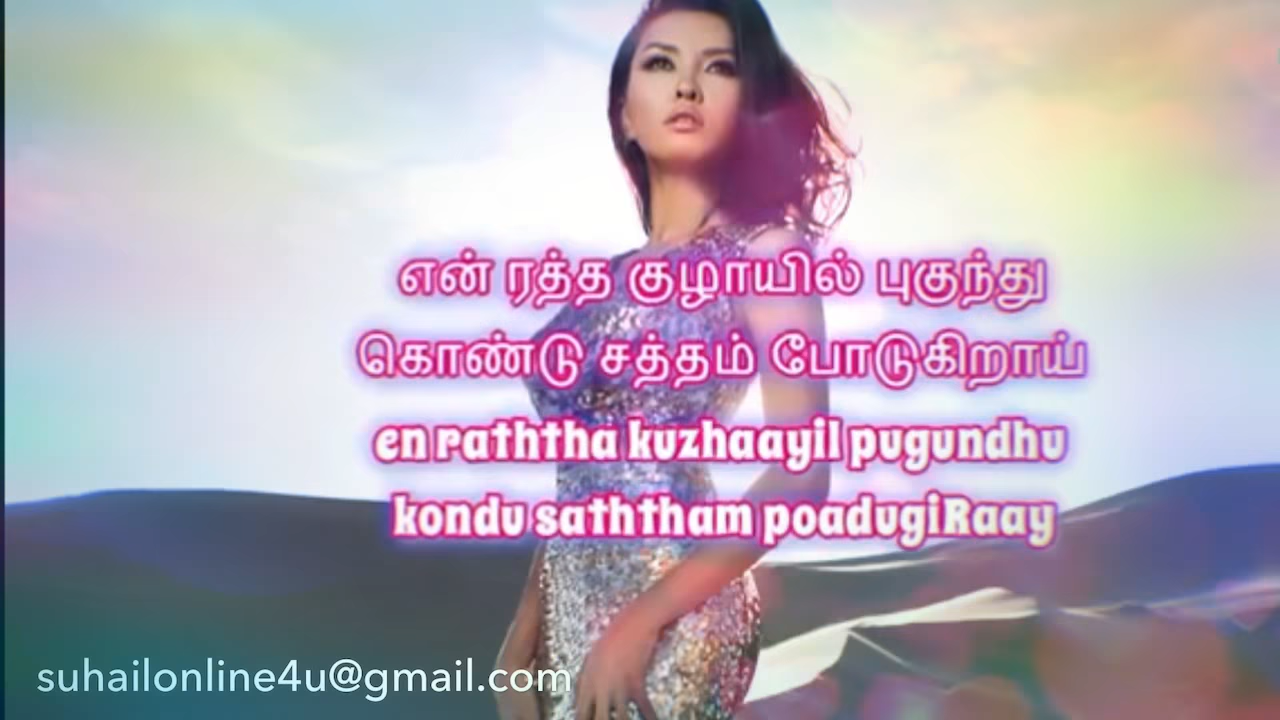 என் ரத்த குழாயில் புகுந்து
கொண்டு சத்தம் போடுகிறாய்
en raththa kuzhaayil pugundhu
kondu saththam poadugiRaay
suhailonline4u@gmail.com